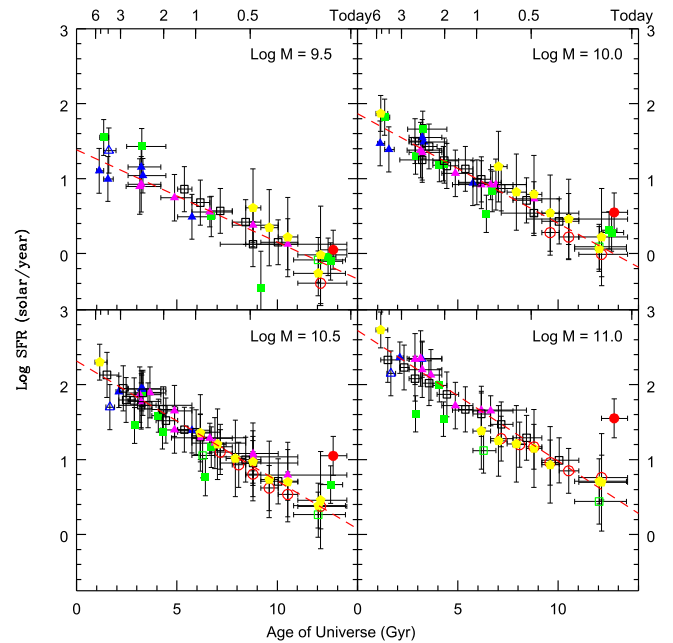 6 3 2 1 0.5 Today 6 3 2 1 0.5 Today
3 Log M = 9.5 3 Log M = 10.0
2 2
1 1
0 0
Log SFR (solar/year)
3 Log M = 10.5 3 Log M = 11.0
2 2
1 1
0 0
0 5 10 0 5 10
Age of Universe (Gyr)